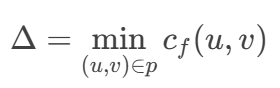 Δ = min c_f(u, v)
(u,v)∈p